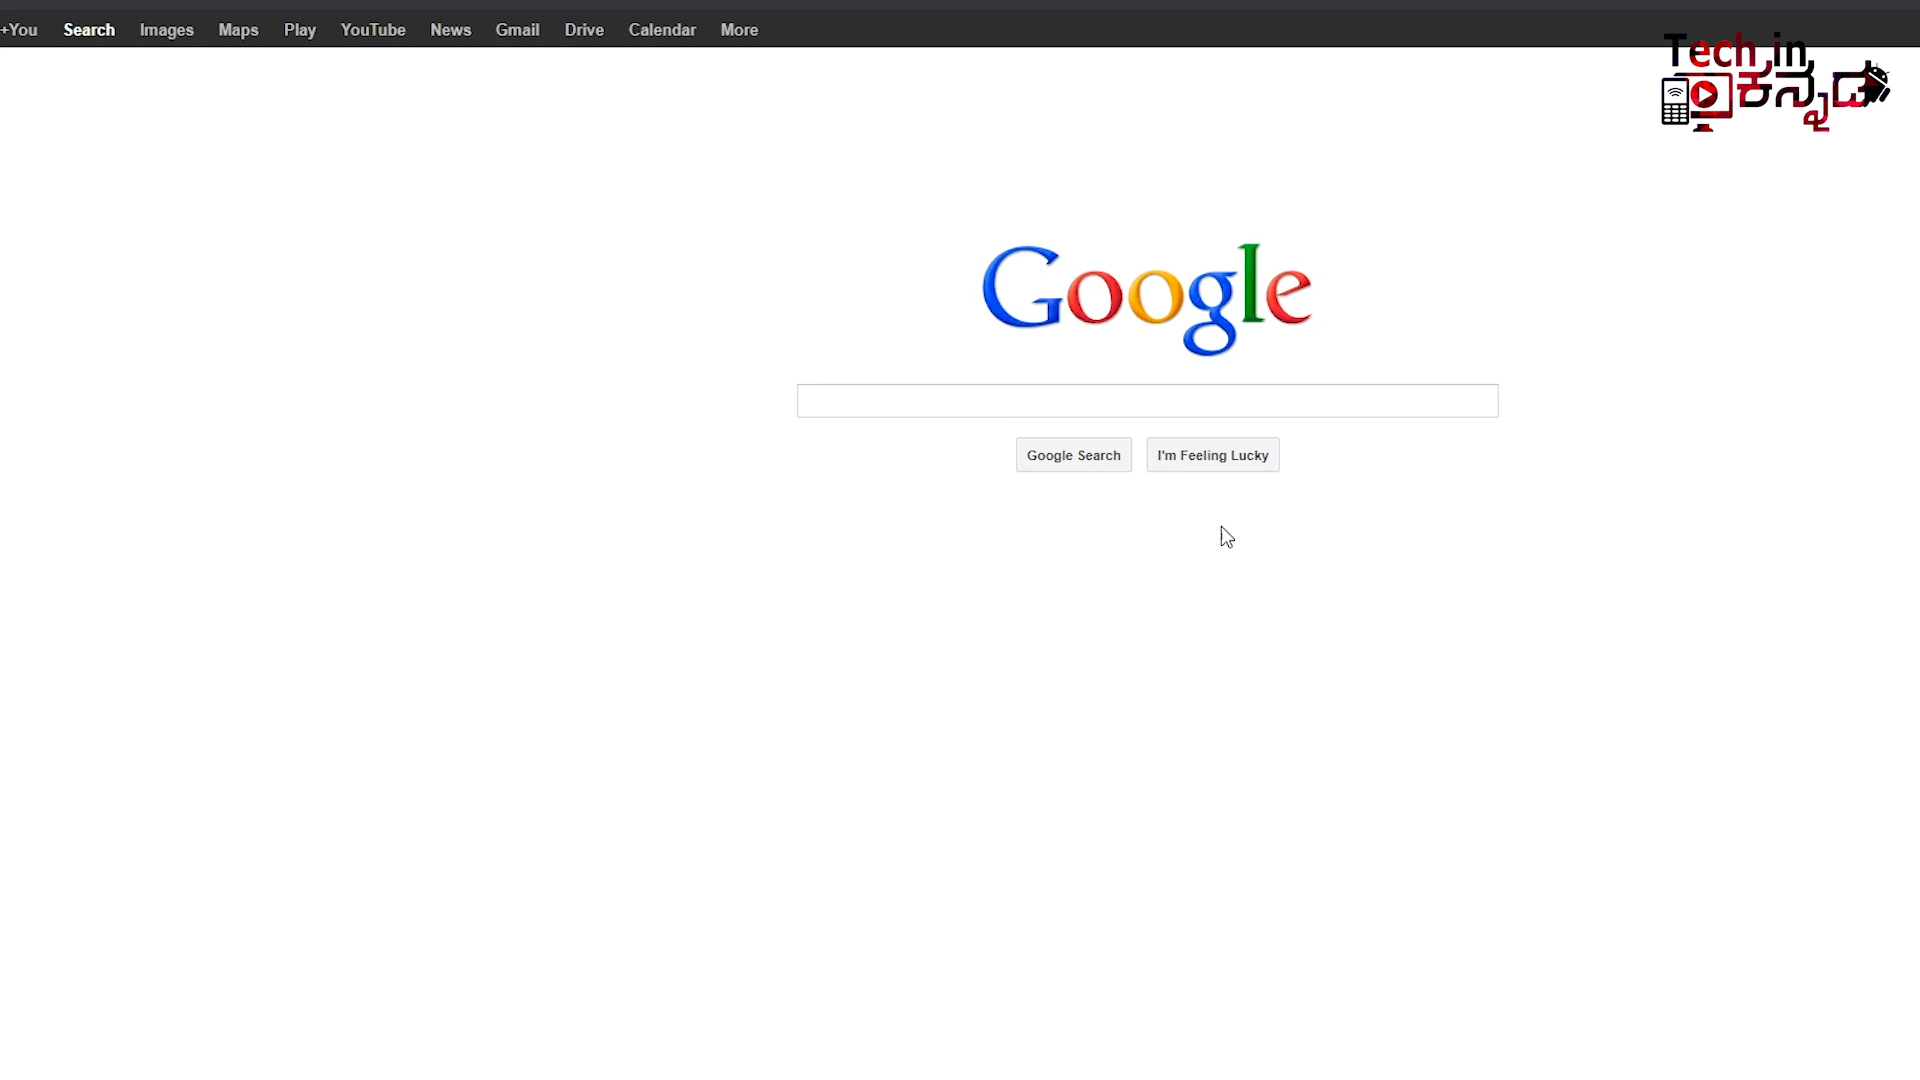 +You Search Images Maps Play YouTube News Gmail Drive Calendar More
Tech in
ಕನ್ನಡ
Google
Google Search I'm Feeling Lucky